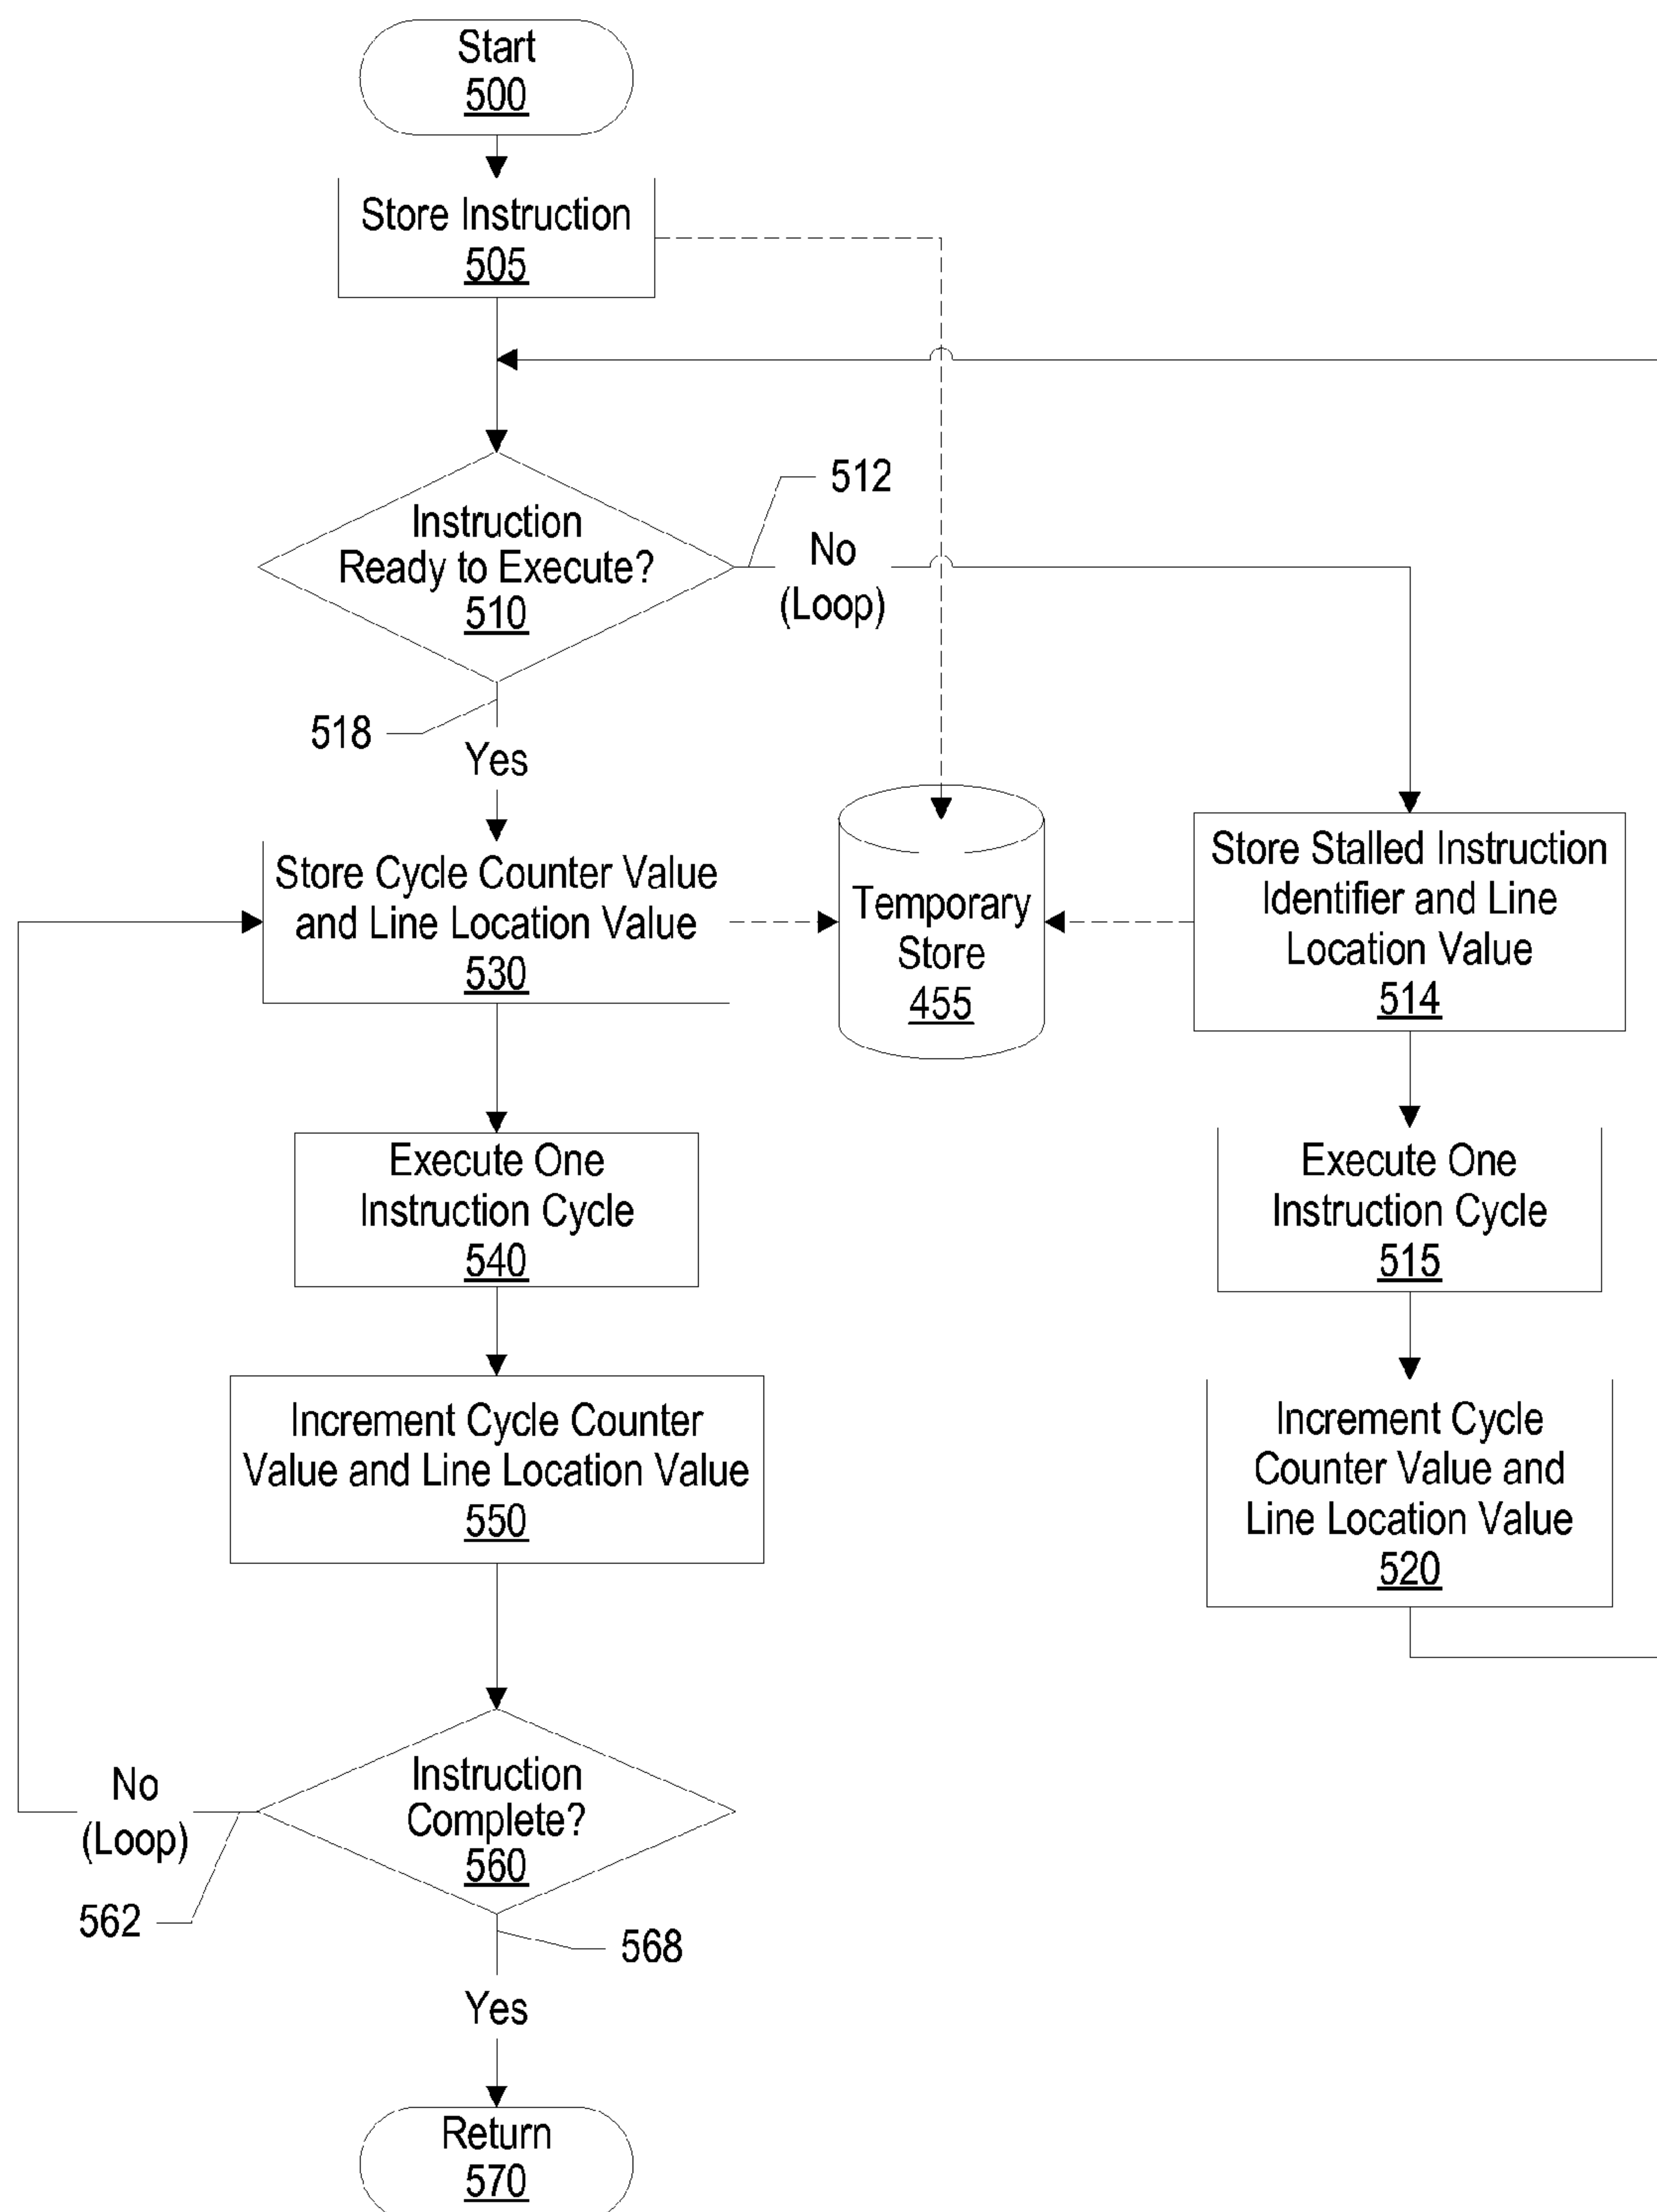 Start
500
Store Instruction
505
512
Instruction
Ready to Execute?
510
No
(Loop)
518
Yes
Store Cycle Counter Value
and Line Location Value
530
Temporary
Store
455
Store Stalled Instruction
Identifier and Line
Location Value
514
Execute One
Instruction Cycle
540
Execute One
Instruction Cycle
515
Increment Cycle Counter
Value and Line Location Value
550
Increment Cycle
Counter Value and
Line Location Value
520
Instruction
Complete?
560
No
(Loop)
562
568
Yes
Return
570